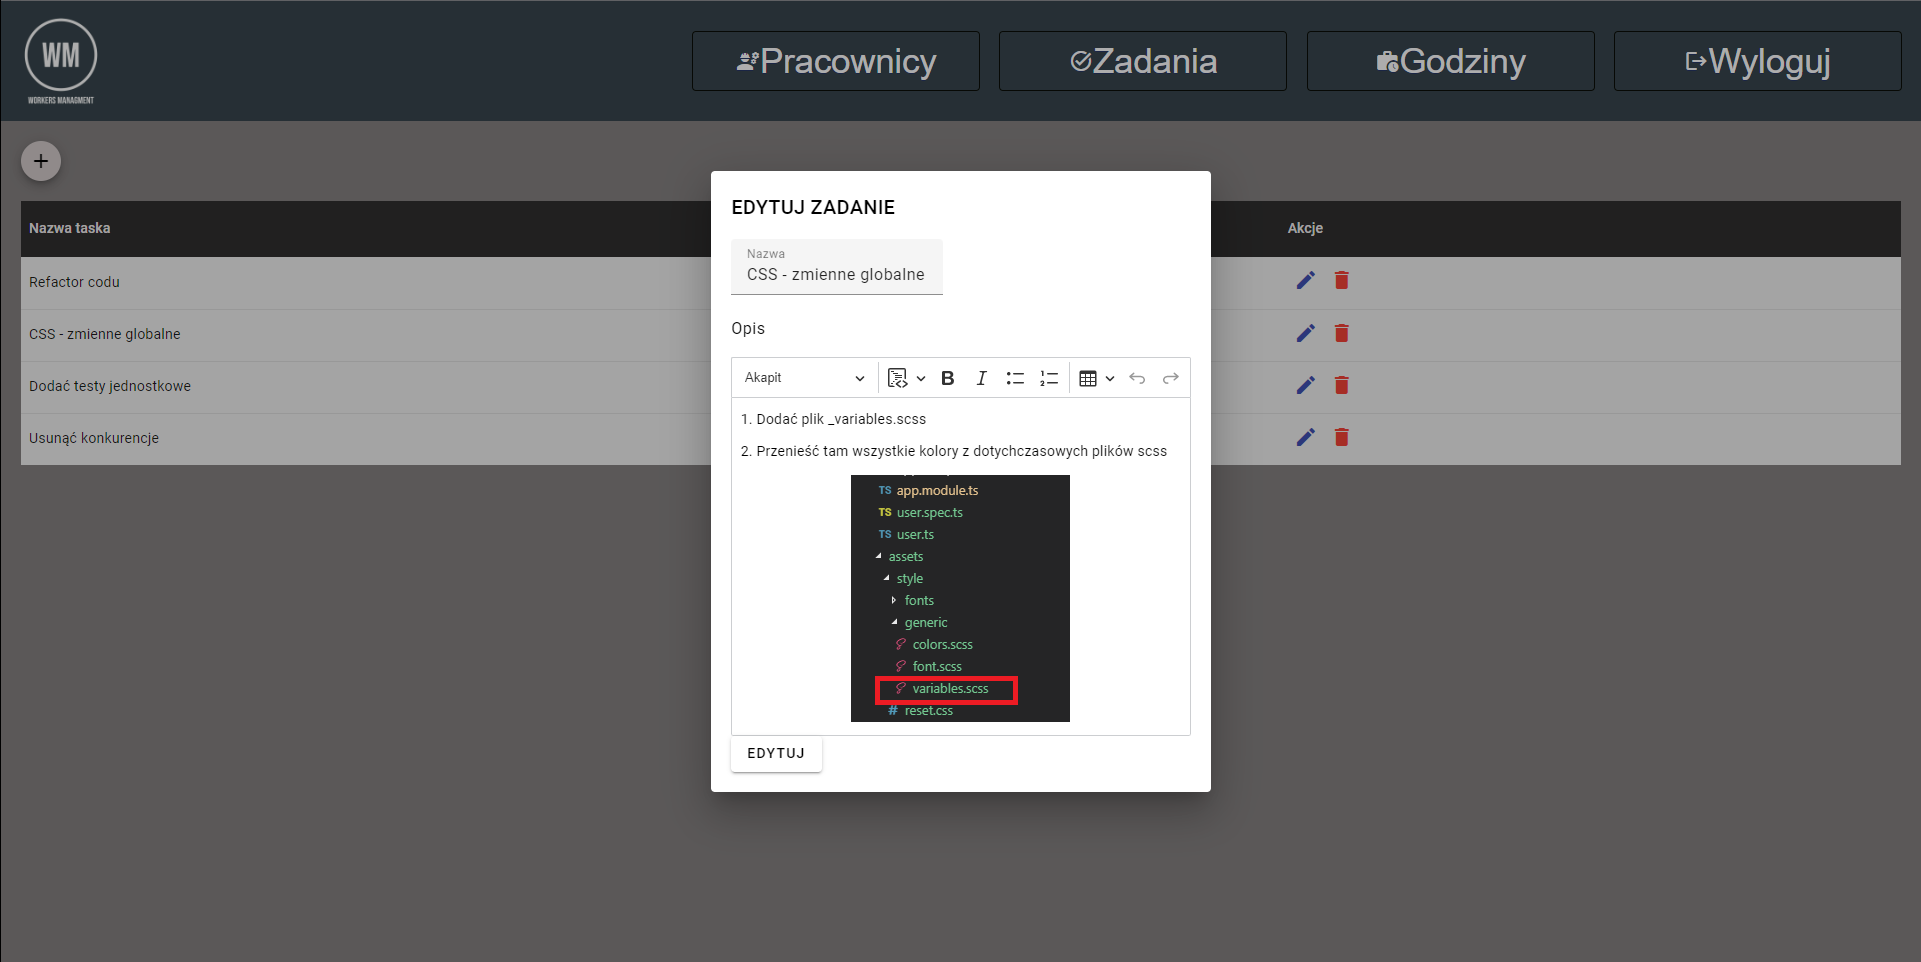 WM
WORKERS MANAGMENT
Pracownicy
Zadania
Godziny
Wyloguj
+
Nazwa taska
Akcje
Refactor codu
CSS - zmienne globalne
Dodać testy jednostkowe
Usunąć konkurencje
EDYTUJ ZADANIE
Nazwa
CSS - zmienne globalne
Opis
Akapit
B I
1. Dodać plik _variables.scss
2. Przenieść tam wszystkie kolory z dotychczasowych plików scss
TS app.module.ts
TS user.spec.ts
TS user.ts
assets
style
fonts
generic
colors.scss
font.scss
variables.scss
# reset.css
EDYTUJ